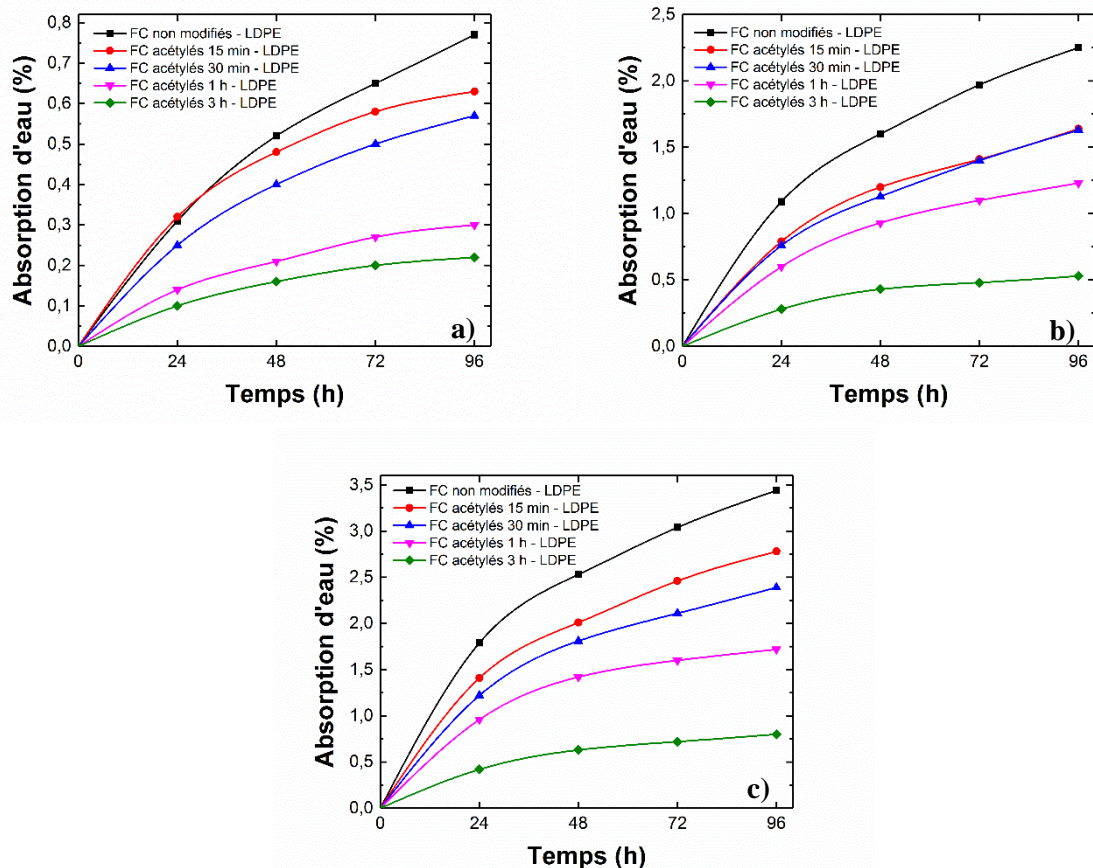 0,8
0,7
0,6
0,5
0,4
0,3
0,2
0,1
0,0
Absorption d'eau (%)
FC non modifiés - LDPE
FC acétylés 15 min - LDPE
FC acétylés 30 min - LDPE
FC acétylés 1 h - LDPE
FC acétylés 3 h - LDPE
a)
0 24 48 72 96
Temps (h)
2,5
2,0
1,5
1,0
0,5
0,0
Absorption d'eau (%)
FC non modifiés - LDPE
FC acétylés 15 min - LDPE
FC acétylés 30 min - LDPE
FC acétylés 1 h - LDPE
FC acétylés 3 h - LDPE
b)
0 24 48 72 96
Temps (h)
3,5
3,0
2,5
2,0
1,5
1,0
0,5
0,0
Absorption d'eau (%)
FC non modifiés - LDPE
FC acétylés 15 min - LDPE
FC acétylés 30 min - LDPE
FC acétylés 1 h - LDPE
FC acétylés 3 h - LDPE
c)
0 24 48 72 96
Temps (h)